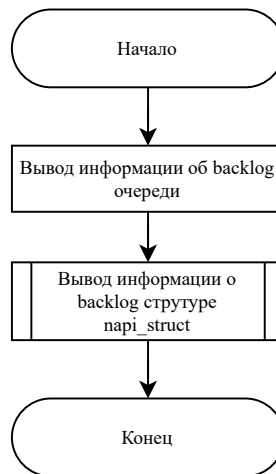 Начало
Вывод информации об backlog
очереди
Вывод информации о
backlog струтуре
napi_struct
Конец